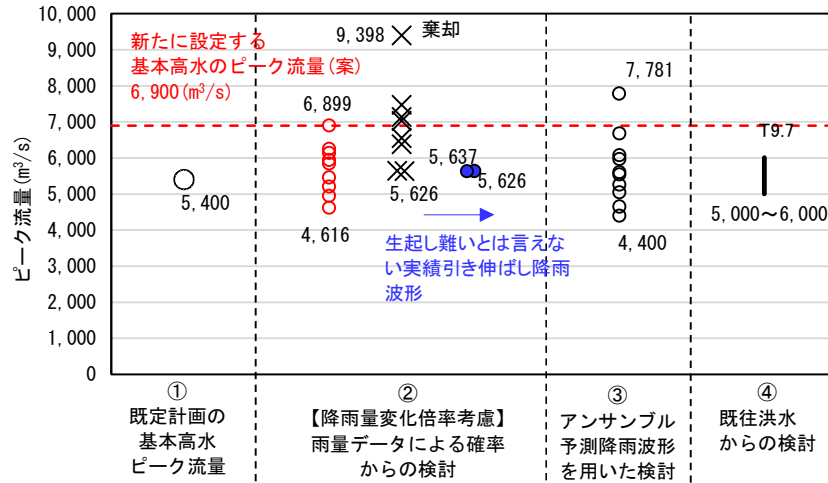 10,000
9,000
8,000
7,000
6,000
5,000
4,000
3,000
2,000
1,000
0
ピーク流量(m³/s)
新たに設定する
基本高水のピーク流量(案)
6,900(m³/s)
5,400
6,899
4,616
9,398
棄却
5,626
5,637
5,626
生起し難いとは言えな
い実績引き伸ばし降雨
波形
7,781
4,400
T9.7
5,000～6,000
①
既定計画の
基本高水
ピーク流量
②
【降雨量変化倍率考慮】
雨量データによる確率
からの検討
③
アンサンブル
予測降雨波形
を用いた検討
④
既往洪水
からの検討